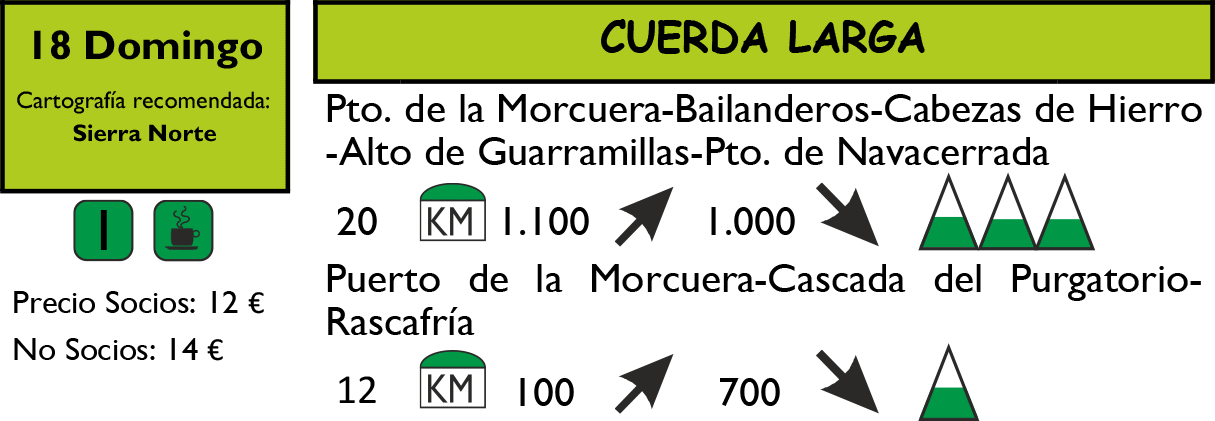 18 Domingo
Cartografía recomendada:
Sierra Norte
I
Precio Socios: 12 €
No Socios: 14 €
CUERDA LARGA
Pto. de la Morcuera-Bailanderos-Cabezas de Hierro
-Alto de Guarramillas-Pto. de Navacerrada
20 KM 1.100 1.000
Puerto de la Morcuera-Cascada del Purgatorio-
Rascafría
12 KM 100 700